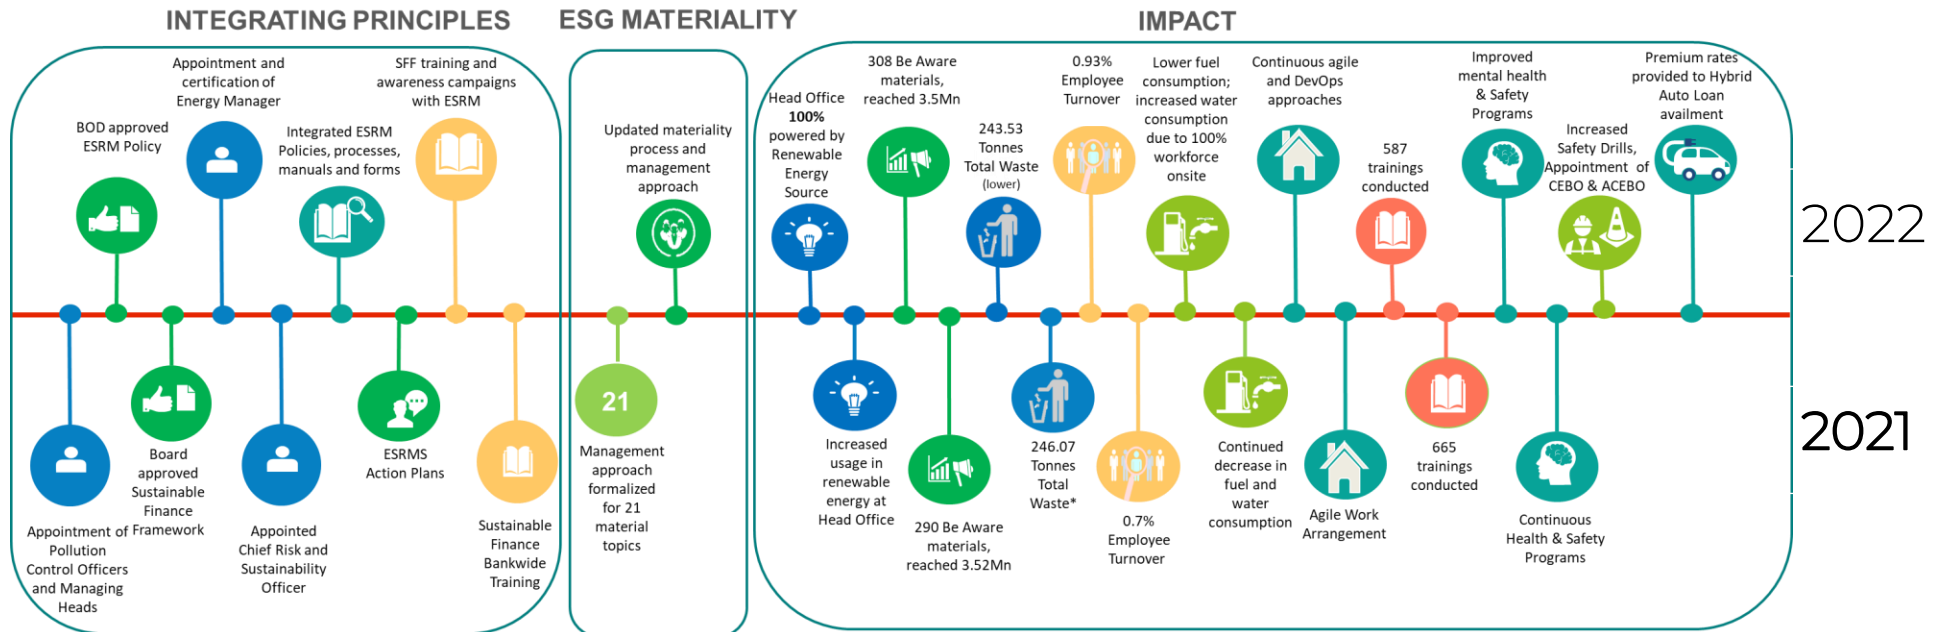 INTEGRATING PRINCIPLES
ESG MATERIALITY
IMPACT
BOD approved
ESRM Policy
Appointment and
certification of
Energy Manager
Integrated ESRM
Policies, processes,
manuals and forms
SFF training and
awareness campaigns
with ESRM
Updated materiality
process and
management
approach
Head Office
100%
powered by
Renewable
Energy
Source
308 Be Aware
materials,
reached 3.5Mn
243.53
Tonnes
Total Waste
(lower)
0.93%
Employee
Turnover
Lower fuel
consumption;
increased water
consumption
due to 100%
workforce
onsite
Continuous agile
and DevOps
approaches
587
trainings
conducted
Improved
mental health
& Safety
Programs
Increased
Safety Drills,
Appointment of
CEBO & ACEBO
Premium rates
provided to Hybrid
Auto Loan
availment
2022
Appointment of
Pollution
Control Officers
and Managing
Heads
Board
approved
Sustainable
Finance
Framework
Appointed
Chief Risk and
Sustainability
Officer
ESRMS
Action Plans
Sustainable
Finance
Bankwide
Training
21
Management
approach
formalized
for 21
material
topics
Increased
usage in
renewable
energy at
Head Office
290 Be Aware
materials,
reached 3.52Mn
246.07
Tonnes
Total
Waste*
0.7%
Employee
Turnover
Continued
decrease in
fuel and
water
consumption
Agile Work
Arrangement
665
trainings
conducted
Continuous
Health & Safety
Programs
2021